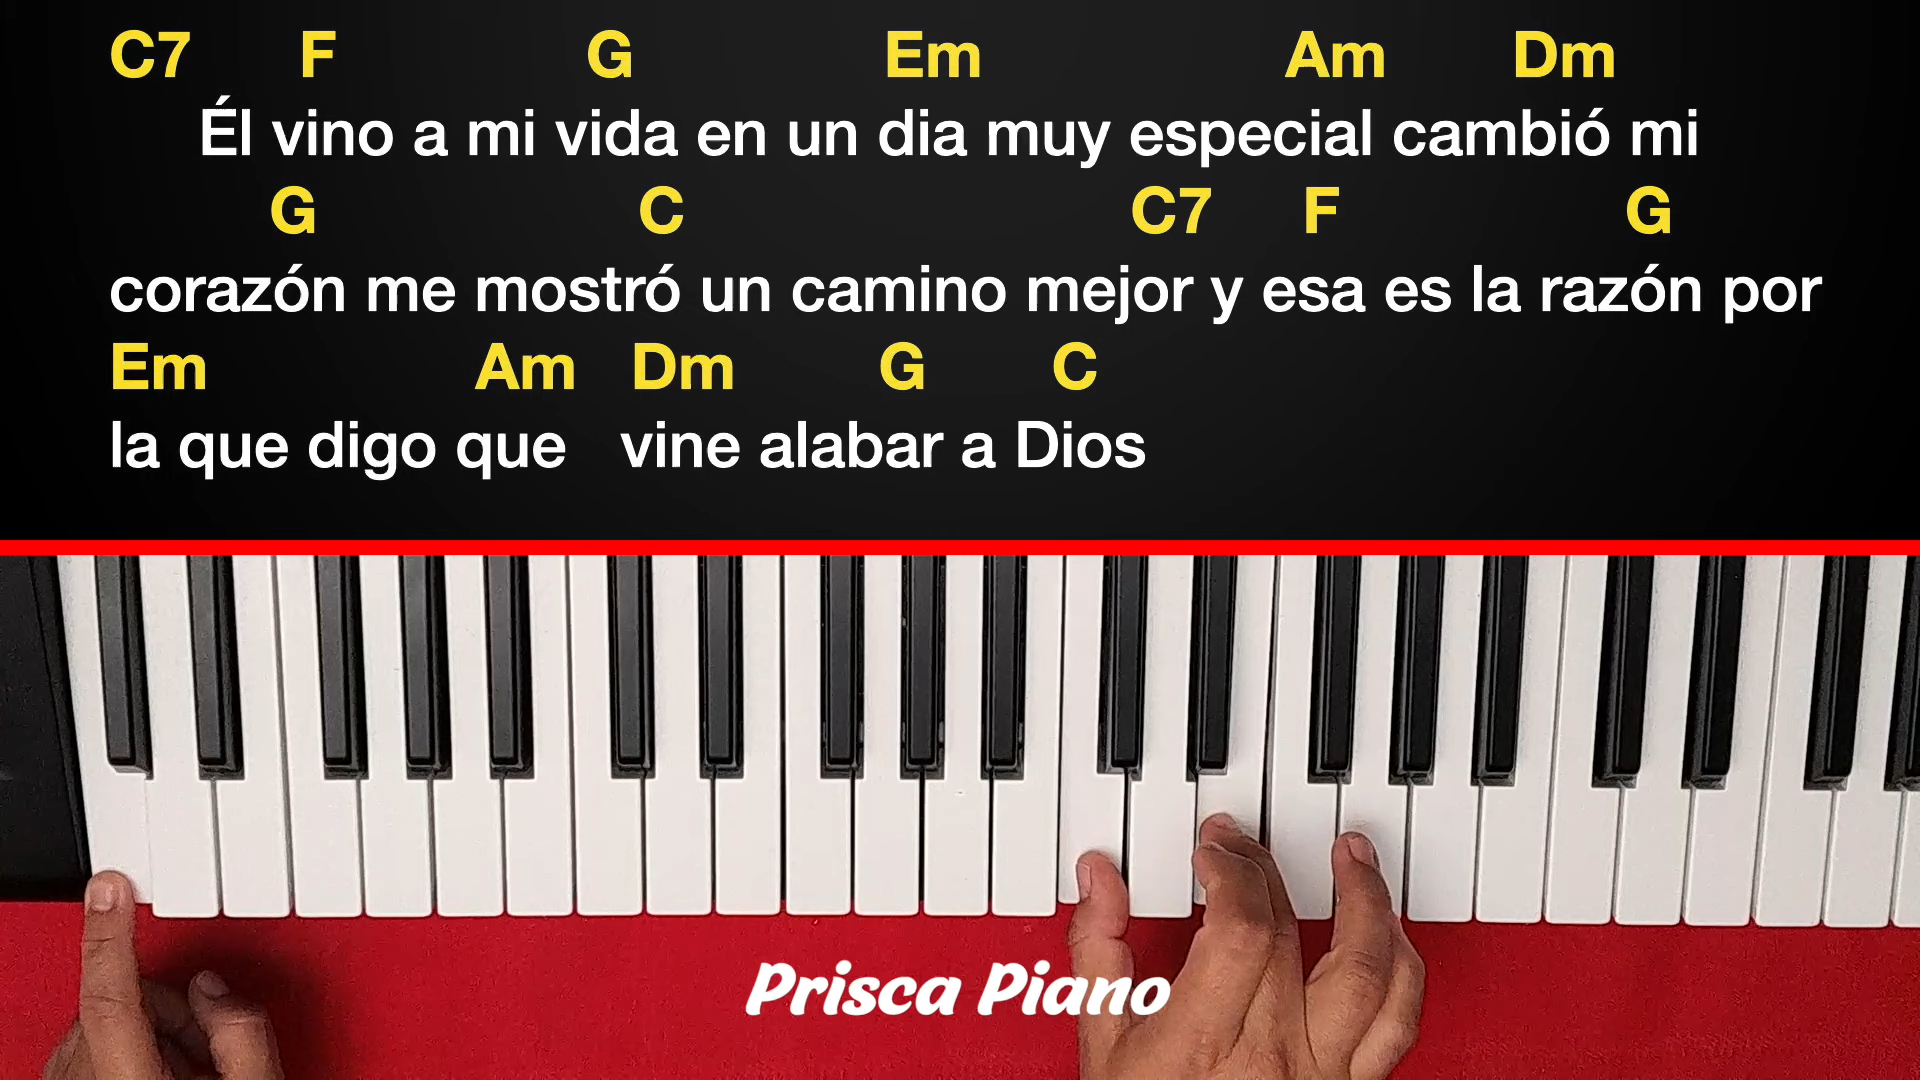 C7 F G Em Am Dm
Él vino a mi vida en un dia muy especial cambió mi
G C C7 F G
corazón me mostró un camino mejor y esa es la razón por
Em Am Dm G C
la que digo que vine alabar a Dios
Prisca Piano